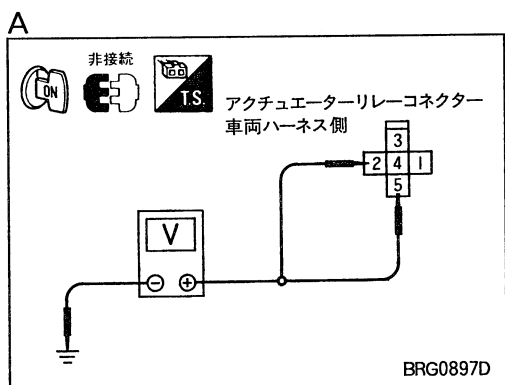 A
非接続
ON
T.S.
アクチュエーターリレーコネクター
車両ハーネス側
3
2 4 1
5
V
⊖ ⊕
BRG0897D